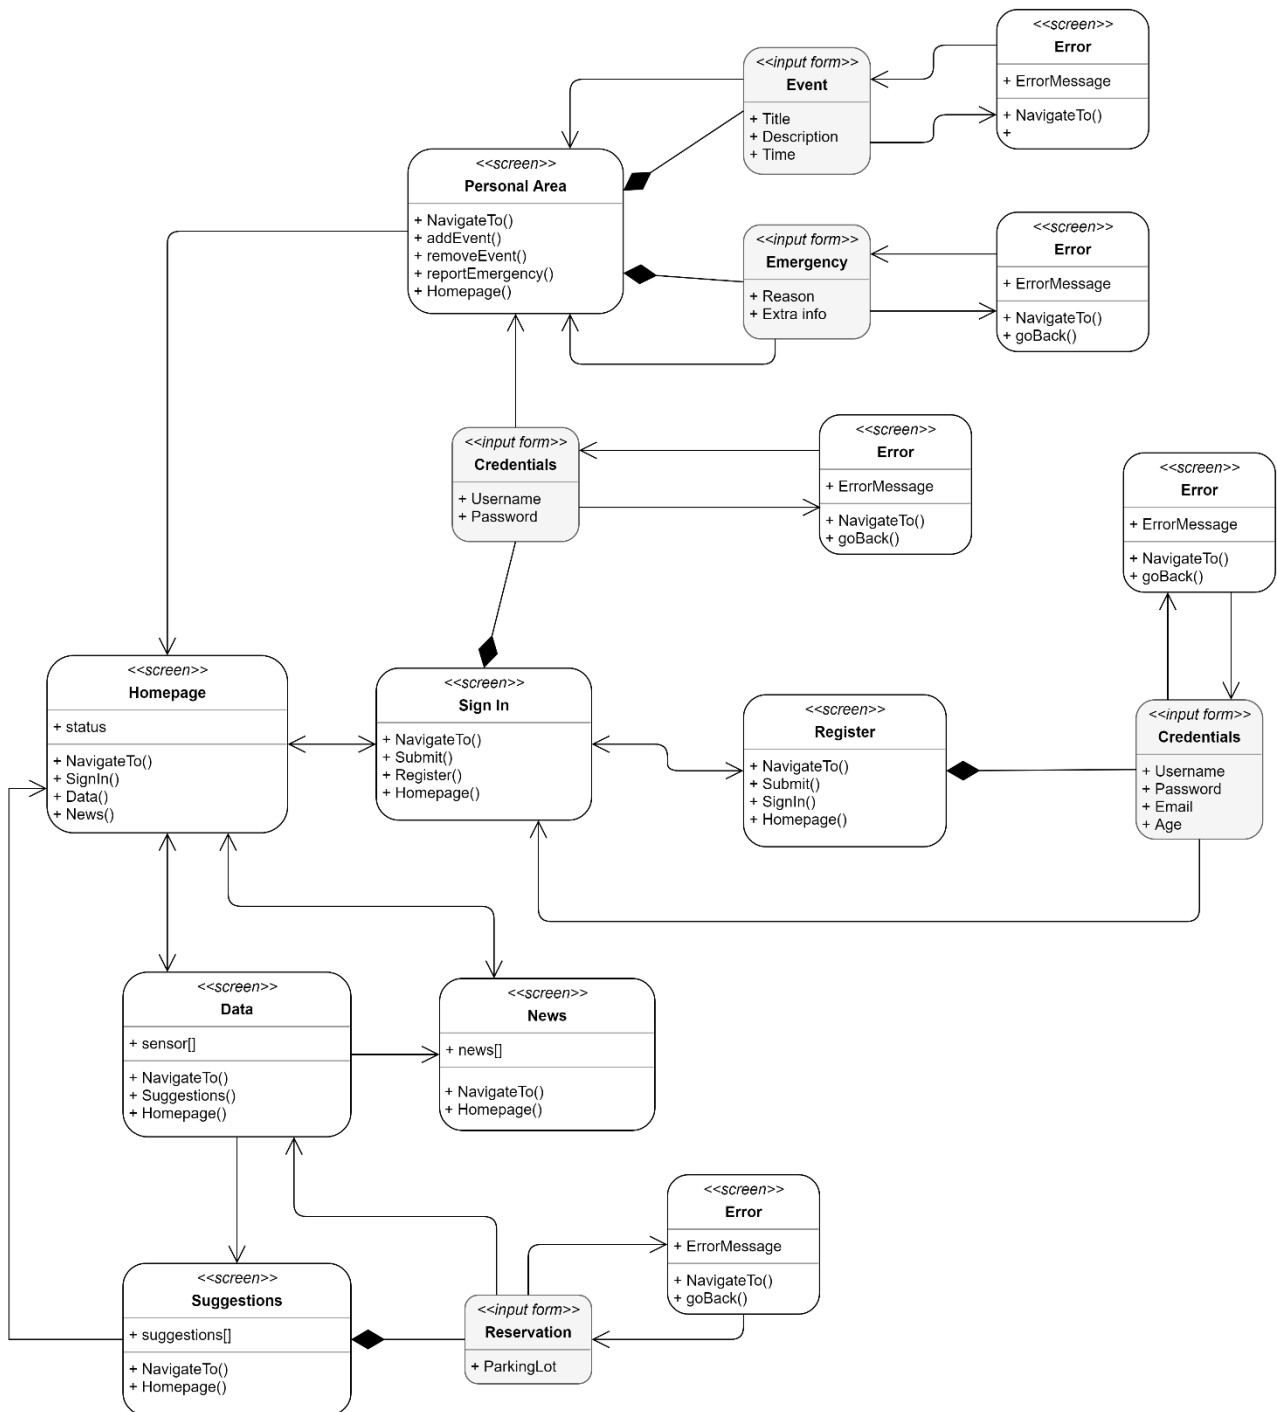 <<screen>>
Error
+ ErrorMessage
+ NavigateTo()
+
<<input form>>
Event
+ Title
+ Description
+ Time
<<screen>>
Personal Area
+ NavigateTo()
+ addEvent()
+ removeEvent()
+ reportEmergency()
+ Homepage()
<<input form>>
Emergency
+ Reason
+ Extra info
<<screen>>
Error
+ ErrorMessage
+ NavigateTo()
+ goBack()
<<input form>>
Credentials
+ Username
+ Password
<<screen>>
Error
+ ErrorMessage
+ NavigateTo()
+ goBack()
<<screen>>
Error
+ ErrorMessage
+ NavigateTo()
+ goBack()
<<screen>>
Homepage
+ status
+ NavigateTo()
+ SignIn()
+ Data()
+ News()
<<screen>>
Sign In
+ NavigateTo()
+ Submit()
+ Register()
+ Homepage()
<<screen>>
Register
+ NavigateTo()
+ Submit()
+ SignIn()
+ Homepage()
<<input form>>
Credentials
+ Username
+ Password
+ Email
+ Age
<<screen>>
Data
+ sensor[]
+ NavigateTo()
+ Suggestions()
+ Homepage()
<<screen>>
News
+ news[]
+ NavigateTo()
+ Homepage()
<<screen>>
Error
+ ErrorMessage
+ NavigateTo()
+ goBack()
<<screen>>
Suggestions
+ suggestions[]
+ NavigateTo()
+ Homepage()
<<input form>>
Reservation
+ ParkingLot